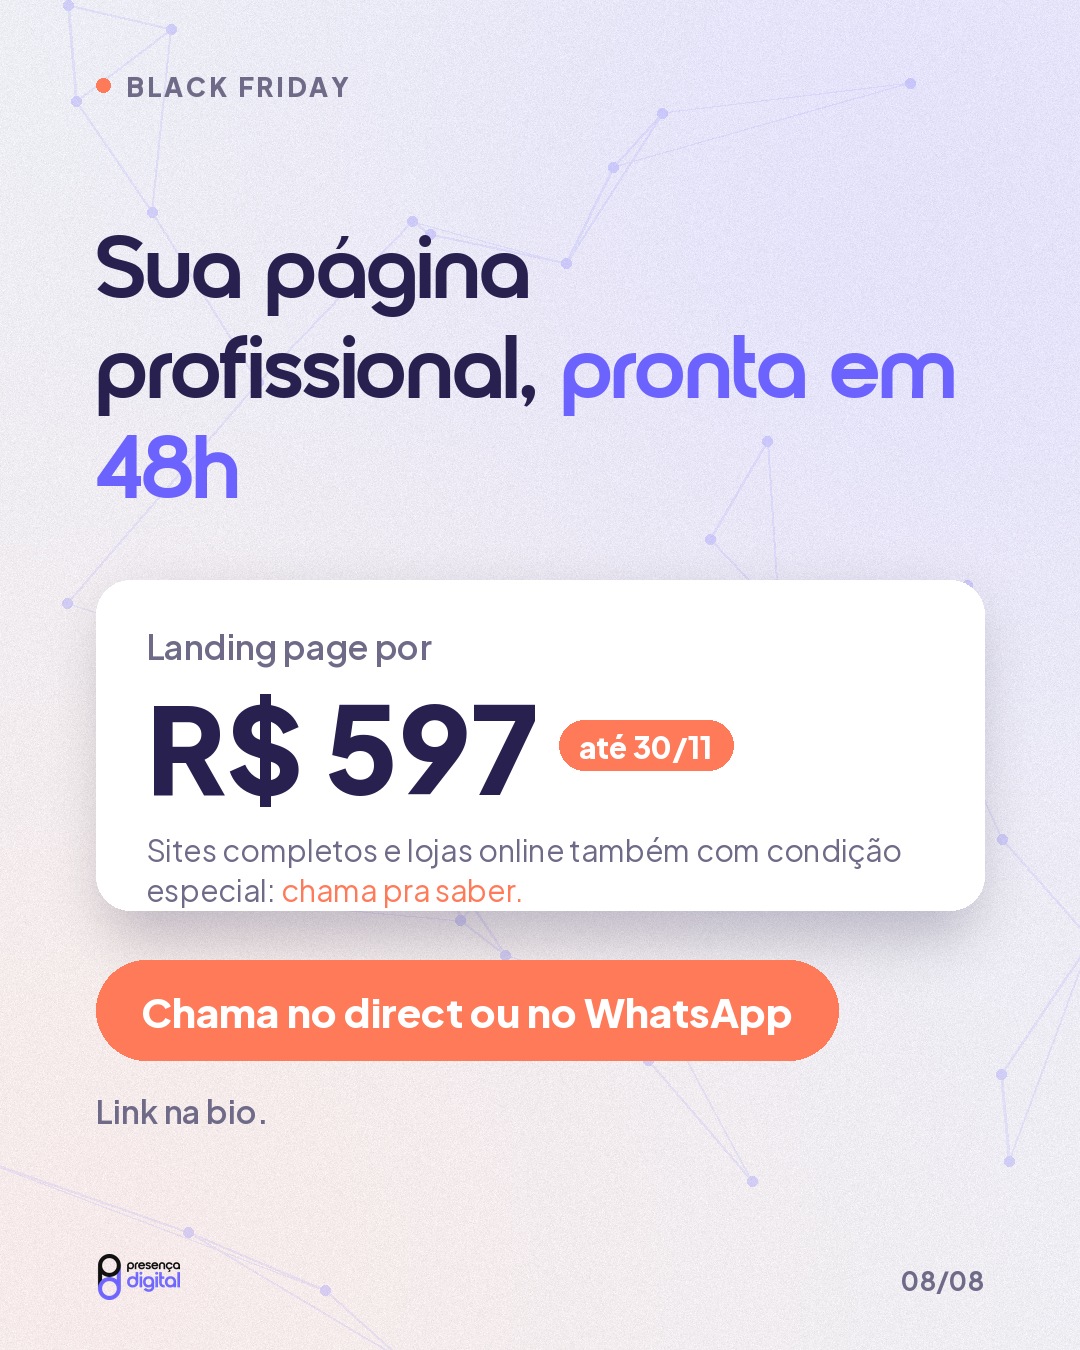 BLACK FRIDAY
Sua página
profissional, pronta em
48h
Landing page por
R$ 597 até 30/11
Sites completos e lojas online também com condição
especial: chama pra saber.
Chama no direct ou no WhatsApp
Link na bio.
presença
digital
08/08